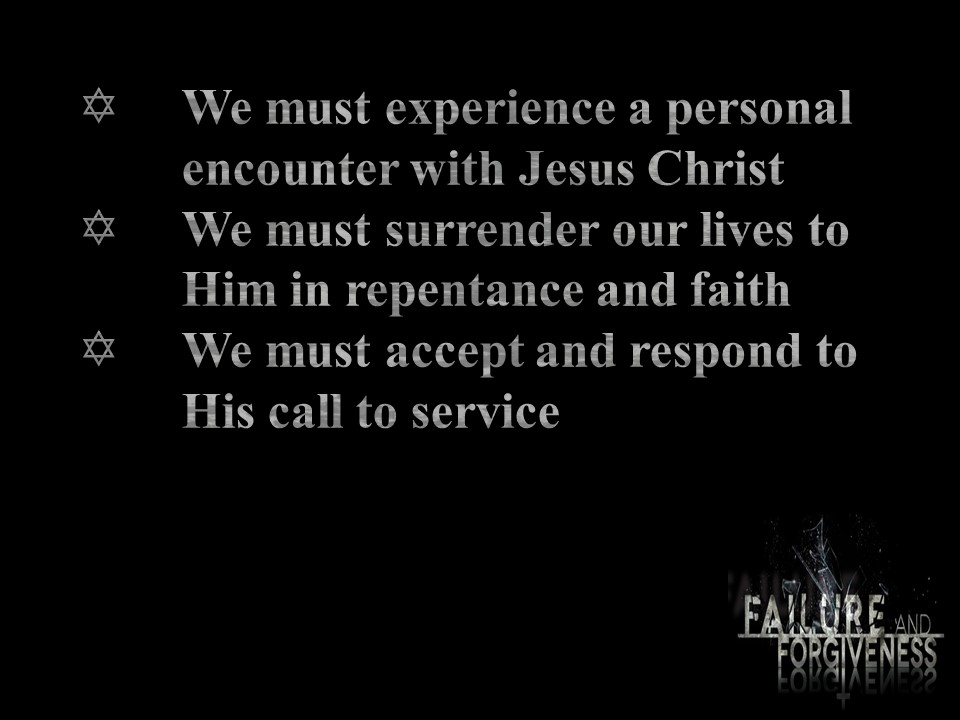 ✡ We must experience a personal
encounter with Jesus Christ
✡ We must surrender our lives to
Him in repentance and faith
✡ We must accept and respond to
His call to service
FAILURE AND
FORGIVENESS